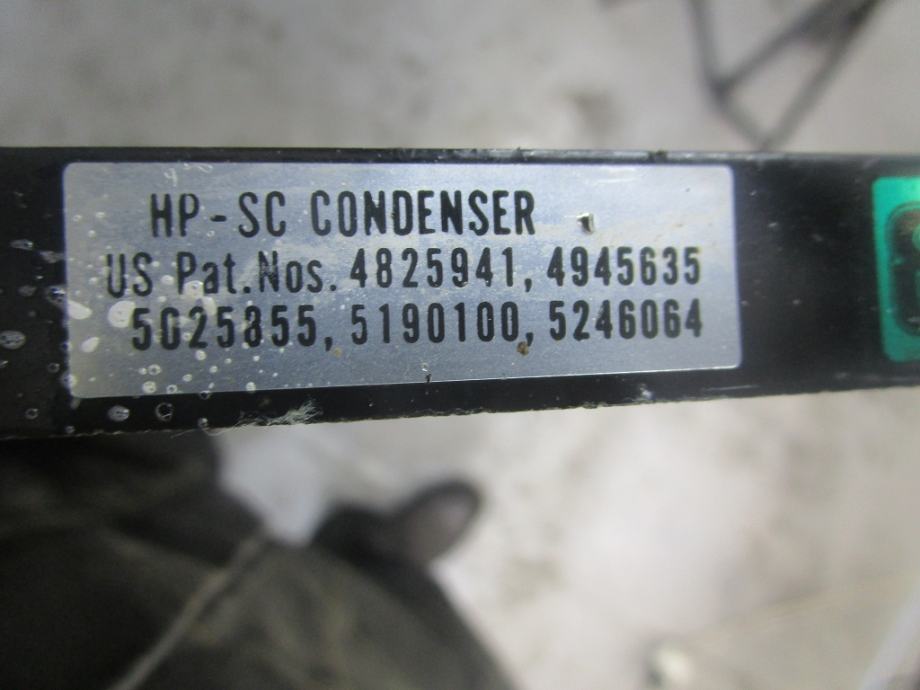 HP-SC CONDENSER
US Pat.Nos. 4825941, 4945635
5025855, 5190100, 5246064